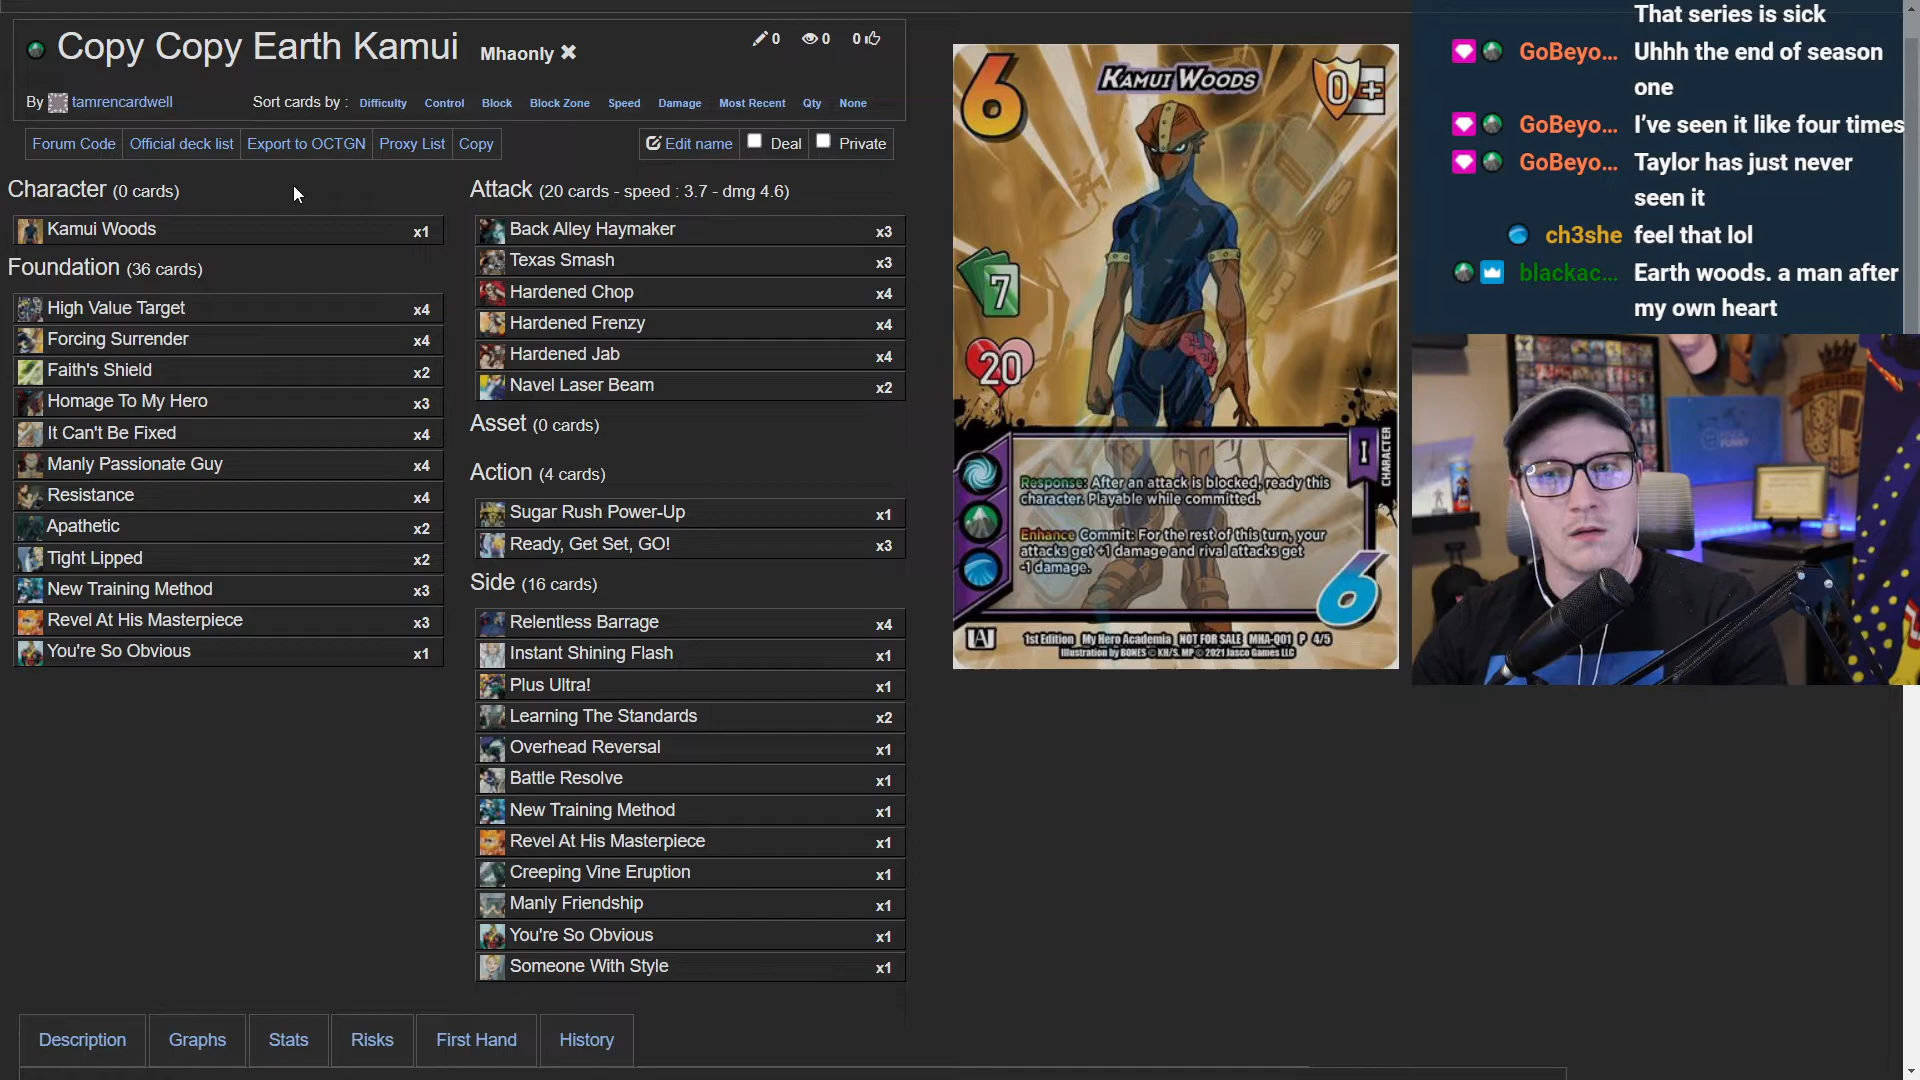 Copy Copy Earth Kamui Mhaonly
0 0 0
By tamrencardwell Sort cards by : Difficulty Control Block Block Zone Speed Damage Most Recent Qty None
Forum Code Official deck list Export to OCTGN Proxy List Copy Edit name Deal Private
Character (0 cards)
Kamui Woods x1
Foundation (36 cards)
High Value Target x4
Forcing Surrender x4
Faith's Shield x2
Homage To My Hero x3
It Can't Be Fixed x4
Manly Passionate Guy x4
Resistance x4
Apathetic x2
Tight Lipped x2
New Training Method x3
Revel At His Masterpiece x3
You're So Obvious x1
Attack (20 cards - speed : 3.7 - dmg 4.6)
Back Alley Haymaker x3
Texas Smash x3
Hardened Chop x4
Hardened Frenzy x4
Hardened Jab x4
Navel Laser Beam x2
Asset (0 cards)
Action (4 cards)
Sugar Rush Power-Up x1
Ready, Get Set, GO! x3
Side (16 cards)
Relentless Barrage x4
Instant Shining Flash x1
Plus Ultra! x1
Learning The Standards x2
Overhead Reversal x1
Battle Resolve x1
New Training Method x1
Revel At His Masterpiece x1
Creeping Vine Eruption x1
Manly Friendship x1
You're So Obvious x1
Someone With Style x1
Description Graphs Stats Risks First Hand History
6 KAMUI WOODS 0+
7
20
I CHARACTER
Response: After an attack is blocked, ready this
character. Playable while committed.
Enhance Commit: For the rest of this turn, your
attacks get +1 damage and rival attacks get
-1 damage.
6
[A] 1st Edition My Hero Academia NOT FOR SALE MHA-Q01 P 4/5
Illustration by BONES © KH/S, MP © 2021 Jasco Games LLC
That series is sick
GoBeyo... Uhhh the end of season
one
GoBeyo... I've seen it like four times
GoBeyo... Taylor has just never
seen it
ch3she feel that lol
blackac... Earth woods. a man after
my own heart